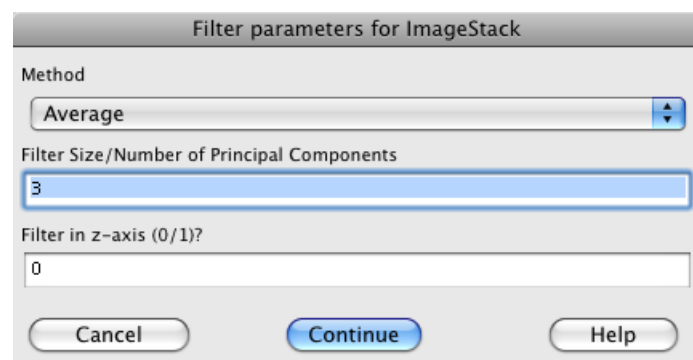 Filter parameters for ImageStack
Method
Average
Filter Size/Number of Principal Components
3
Filter in z-axis (0/1)?
0
Cancel Continue Help